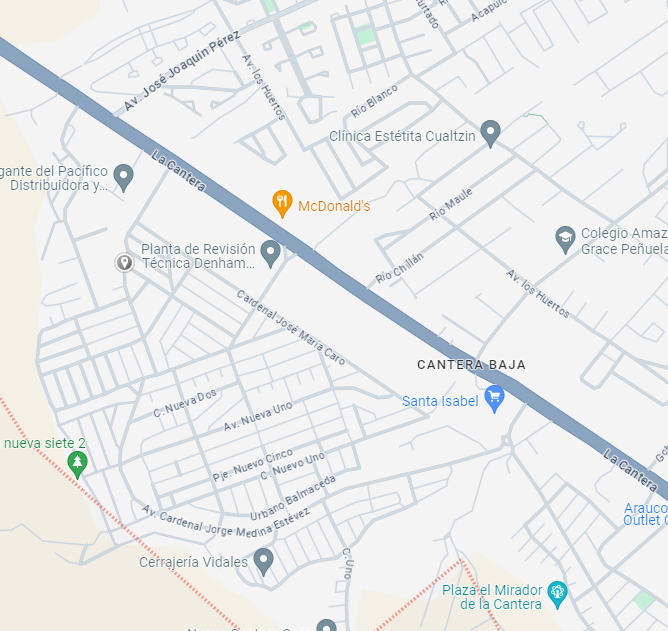 Hurtado
Acapulco
Av. José Joaquín Pérez
Av. los Huertos
Río Blanco
Clínica Estétita Cualtzin
La Cantera
gante del Pacífico
Distribuidora y...
McDonald's
Río Maule
Colegio Amaz
Grace Peñuela
Planta de Revisión
Técnica Denham...
Río Chillán
Av. los Huertos
Cardenal José María Caro
CANTERA BAJA
Santa Isabel
C. Nueva Dos
Av. Nueva Uno
nueva siete 2
Pje. Nuevo Cinco
C. Nuevo Uno
La Cantera
Urbano Balmaceda
Av. Cardenal Jorge Medina Estévez
Arauco
Outlet C
Cerrajería Vidales
C. Uno
Plaza el Mirador
de la Cantera